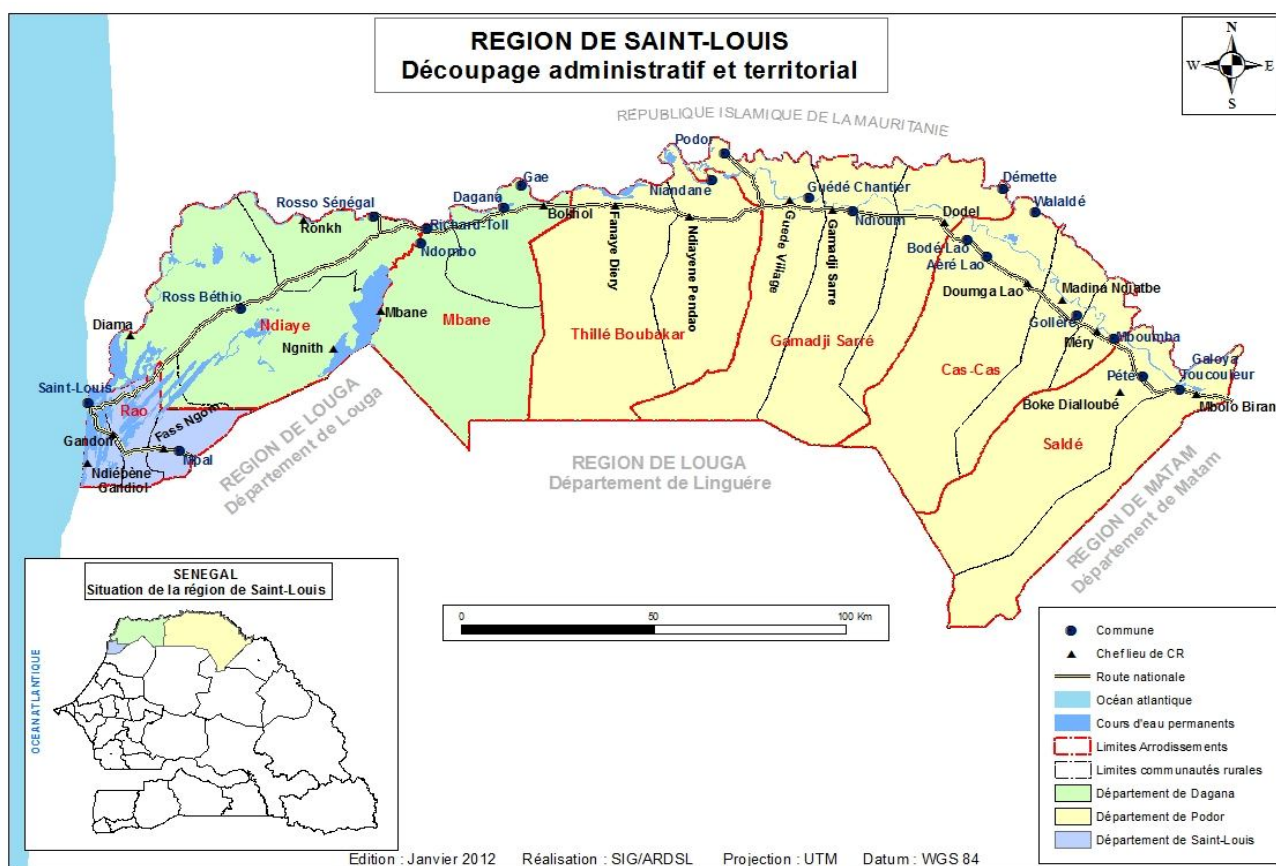 REGION DE SAINT-LOUIS
Découpage administratif et territorial
N
W
E
S
RÉPUBLIQUE ISLAMIQUE DE LA MAURITANIE
Podor
Gae
Niandane
Guédé Chantier
Démette
Walaldé
Dagana
Bokhol
Rosso Sénégal
Ronkh
Richard-Toll
Ndombo
Fanaye Diery
Ndiayene Pendao
Guede Village
Gamadji Sarre
Ndioum
Dodel
Bodé Lao
Aéré Lao
Doumga Lao
Madina Ndiatbe
Golléré
Mboumba
Méry
Galoya
Toucouleur
Pété
Mbolo Biran
Boke Dialloubé
Ross Béthio
Ndiaye
Mbane
Mbane
Diama
Ngnith
Thillé Boubakar
Gamadji Sarré
Cas-Cas
Saldé
Saint-Louis
Rao
Fass Ngom
Gandon
Mpal
Ndiébène
Gandiol
REGION DE LOUGA
Département de Louga
REGION DE LOUGA
Département de Linguére
REGION DE MATAM
Département de Matam
SENEGAL
Situation de la région de Saint-Louis
OCEAN ATLANTIQUE
0 50 100 Km
Commune
Chef lieu de CR
Route nationale
Océan atlantique
Cours d'eau permanents
Limites Arrodissements
Limites communautés rurales
Département de Dagana
Département de Podor
Département de Saint-Louis
Edition : Janvier 2012 Réalisation : SIG/ARDSL Projection : UTM Datum : WGS 84